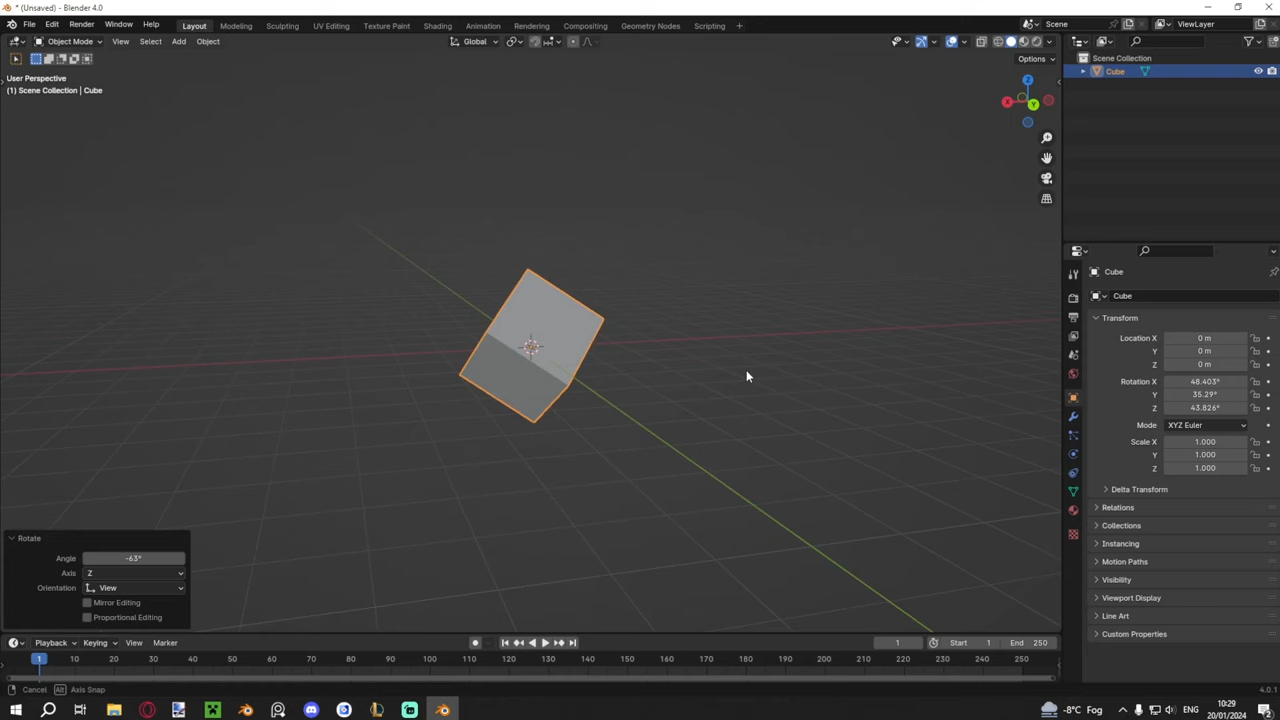 * (Unsaved) - Blender 4.0
File Edit Render Window Help Layout Modeling Sculpting UV Editing Texture Paint Shading Animation Rendering Compositing Geometry Nodes Scripting + Scene ViewLayer
Object Mode View Select Add Object Global
Options
User Perspective
(1) Scene Collection | Cube
Z
X
Y
Scene Collection
Cube
Cube
Cube
Transform
Location X 0 m
Y 0 m
Z 0 m
Rotation X 48.403°
Y 35.29°
Z 43.826°
Mode XYZ Euler
Scale X 1.000
Y 1.000
Z 1.000
Delta Transform
Relations
Collections
Instancing
Motion Paths
Visibility
Viewport Display
Line Art
Custom Properties
Rotate
Angle -63°
Axis Z
Orientation View
Mirror Editing
Proportional Editing
Playback Keying View Marker 1 Start 1 End 250
1 10 20 30 40 50 60 70 80 90 100 110 120 130 140 150 160 170 180 190 200 210 220 230 240 250
Cancel Alt Axis Snap 4.0.1
-8°C Fog ENG 10:29
20/01/2024 2